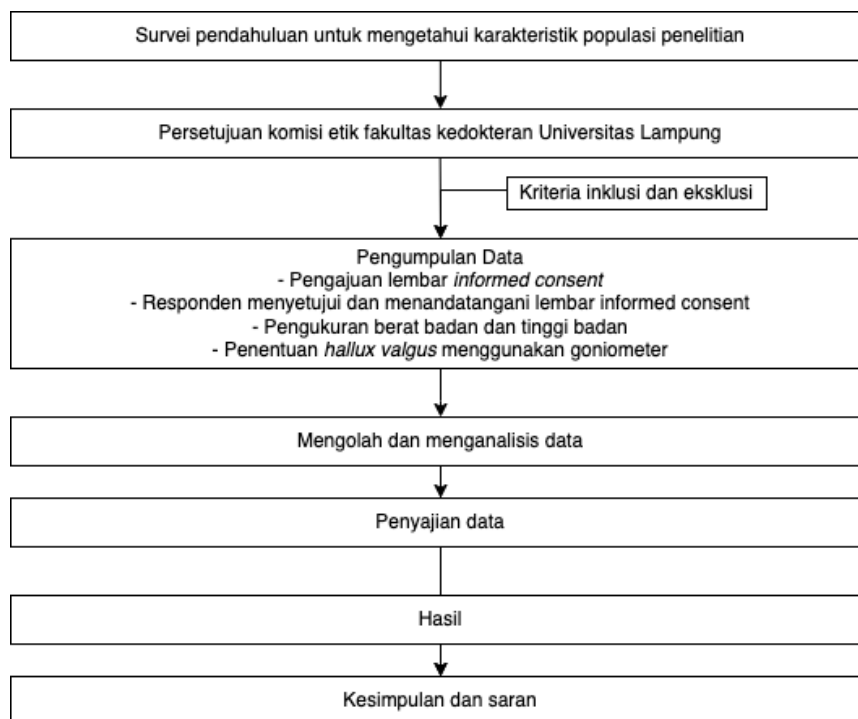 Survei pendahuluan untuk mengetahui karakteristik populasi penelitian
Persetujuan komisi etik fakultas kedokteran Universitas Lampung
Kriteria inklusi dan eksklusi
Pengumpulan Data
- Pengajuan lembar informed consent
- Responden menyetujui dan menandatangani lembar informed consent
- Pengukuran berat badan dan tinggi badan
- Penentuan hallux valgus menggunakan goniometer
Mengolah dan menganalisis data
Penyajian data
Hasil
Kesimpulan dan saran